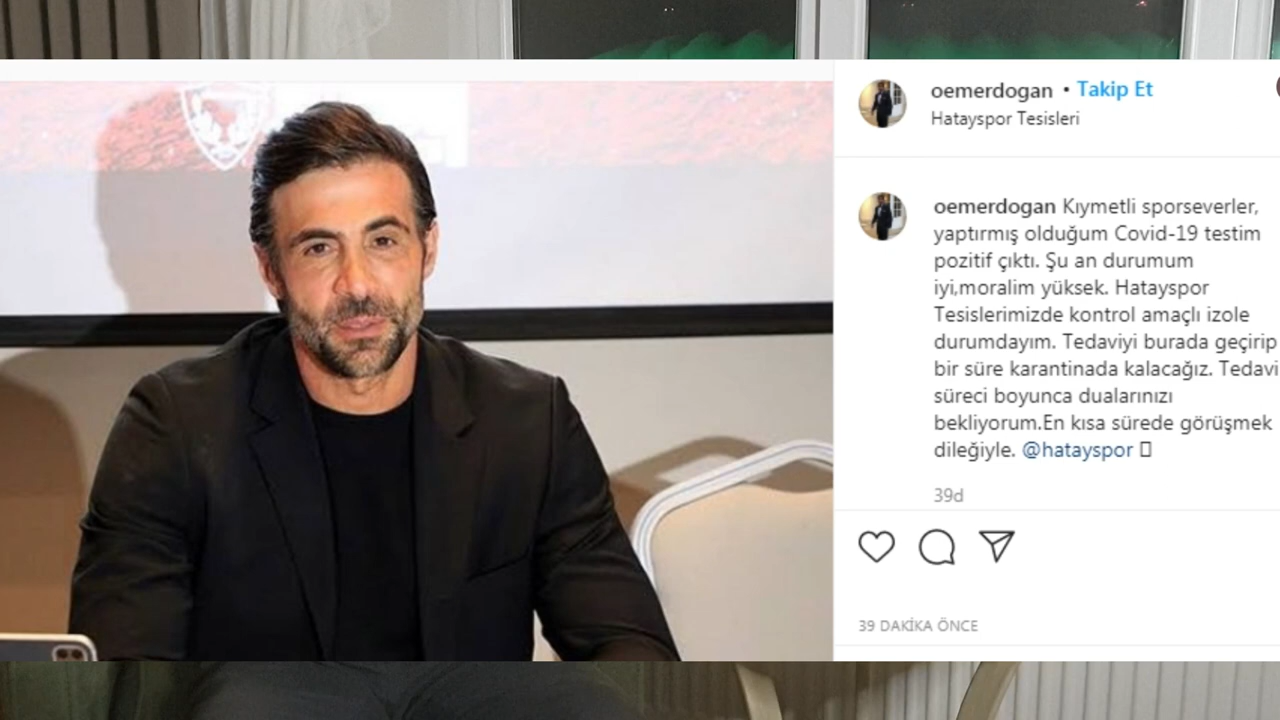 oemerdogan • Takip Et
Hatayspor Tesisleri
oemerdogan Kıymetli sporseverler,
yaptırmış olduğum Covid-19 testim
pozitif çıktı. Şu an durumum
iyi,moralim yüksek. Hatayspor
Tesislerimizde kontrol amaçlı izole
durumdayım. Tedaviyi burada geçirip
bir süre karantinada kalacağız. Tedavi
süreci boyunca dualarınızı
bekliyorum.En kısa sürede görüşmek
dileğiyle. @hatayspor
39d
39 DAKİKA ÖNCE